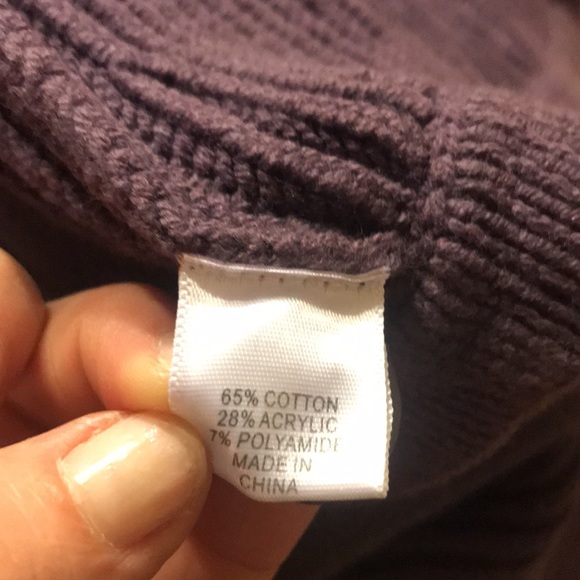 65% COTTON
28% ACRYLIC
7% POLYAMIDE
MADE IN
CHINA